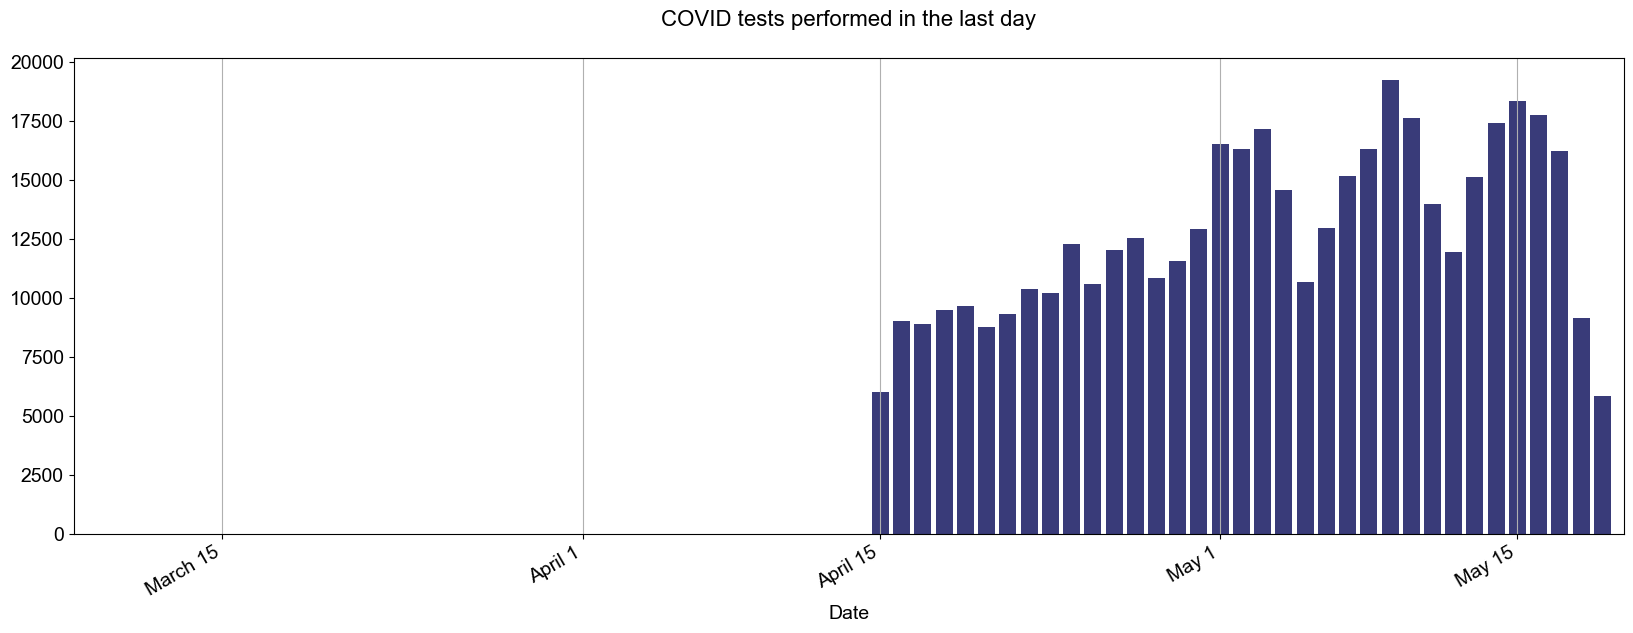 COVID tests performed in the last day
20000
17500
15000
12500
10000
7500
5000
2500
0
March 15
April 1
April 15
May 1
May 15
Date